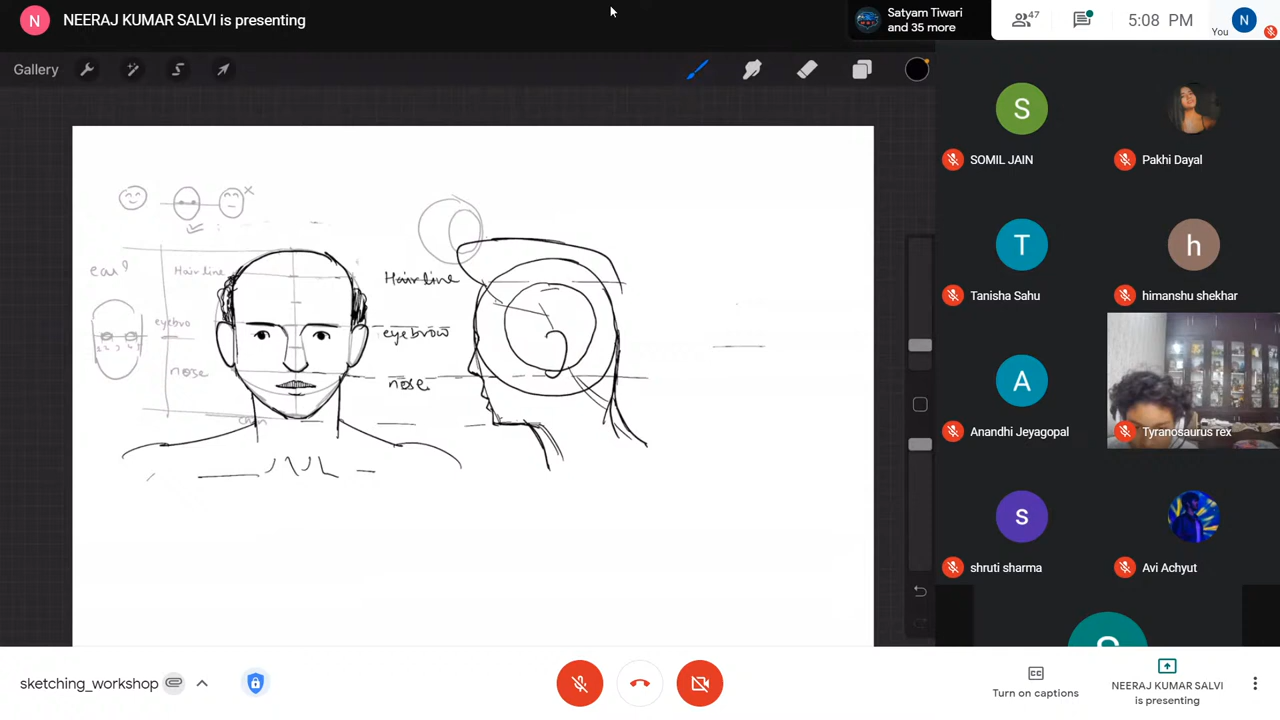 N
NEERAJ KUMAR SALVI is presenting
Satyam Tiwari
and 35 more
47
5:08 PM
You
N
Gallery
S
SOMIL JAIN
Pakhi Dayal
T
Tanisha Sahu
h
himanshu shekhar
A
Anandhi Jeyagopal
Tyranosaurus rex
s
shruti sharma
Avi Achyut
S
ear?
Hair line
eyebro
nose
chin
Hair line
eyebrow
nose
sketching_workshop
CC
Turn on captions
NEERAJ KUMAR SALVI
is presenting